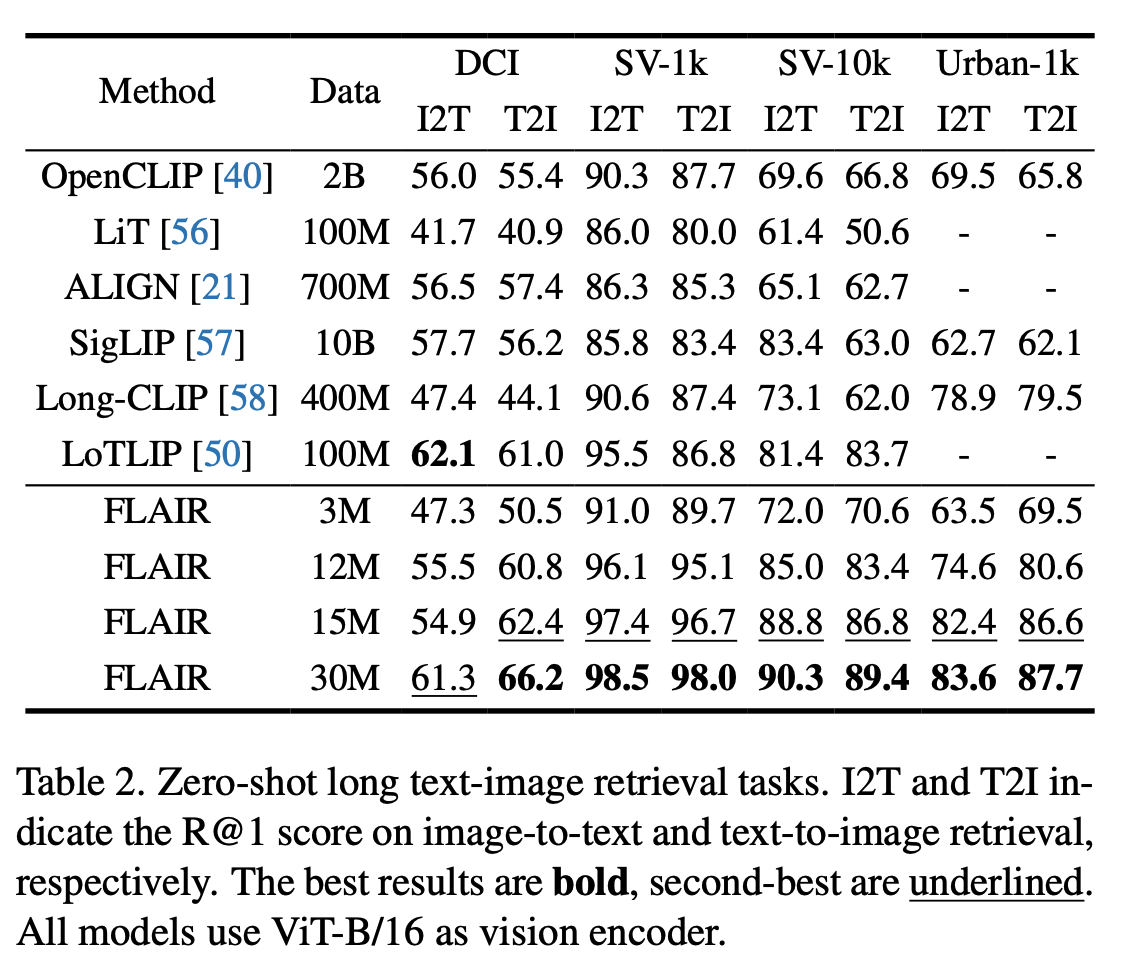 DCI SV-1k SV-10k Urban-1k
Method Data
I2T T2I I2T T2I I2T T2I I2T T2I
OpenCLIP [40] 2B 56.0 55.4 90.3 87.7 69.6 66.8 69.5 65.8
LiT [56] 100M 41.7 40.9 86.0 80.0 61.4 50.6 - -
ALIGN [21] 700M 56.5 57.4 86.3 85.3 65.1 62.7 - -
SigLIP [57] 10B 57.7 56.2 85.8 83.4 83.4 63.0 62.7 62.1
Long-CLIP [58] 400M 47.4 44.1 90.6 87.4 73.1 62.0 78.9 79.5
LoTLIP [50] 100M 62.1 61.0 95.5 86.8 81.4 83.7 - -
FLAIR 3M 47.3 50.5 91.0 89.7 72.0 70.6 63.5 69.5
FLAIR 12M 55.5 60.8 96.1 95.1 85.0 83.4 74.6 80.6
FLAIR 15M 54.9 62.4 97.4 96.7 88.8 86.8 82.4 86.6
FLAIR 30M 61.3 66.2 98.5 98.0 90.3 89.4 83.6 87.7
Table 2. Zero-shot long text-image retrieval tasks. I2T and T2I in-
dicate the R@1 score on image-to-text and text-to-image retrieval,
respectively. The best results are bold, second-best are underlined.
All models use ViT-B/16 as vision encoder.